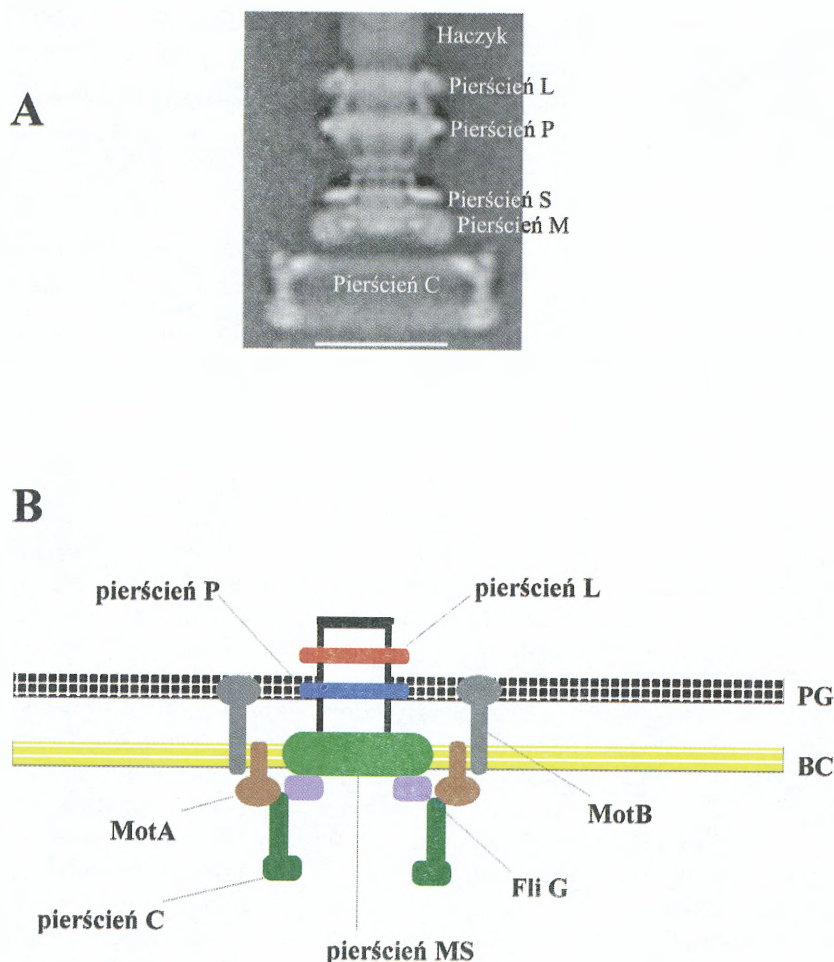 Haczyk
A
Pierścień L
Pierścień P
Pierścień S
Pierścień M
Pierścień C
B
pierścień P
pierścień L
PG
BC
MotA
MotB
Fli G
pierścień C
pierścień MS